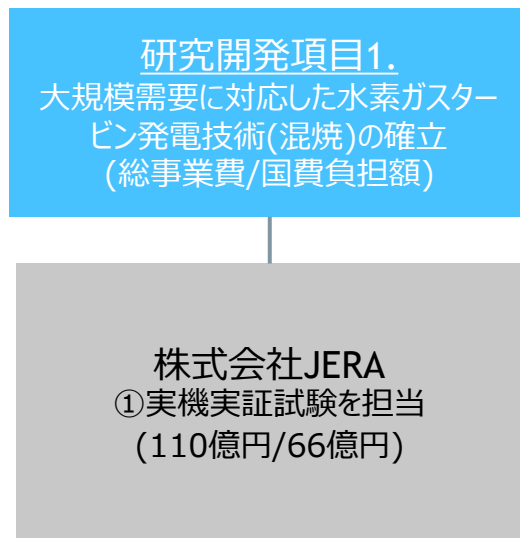 研究開発項目1.
大規模需要に対応した水素ガスター
ビン発電技術(混焼)の確立
(総事業費/国費負担額)
株式会社JERA
①実機実証試験を担当
(110億円/66億円)